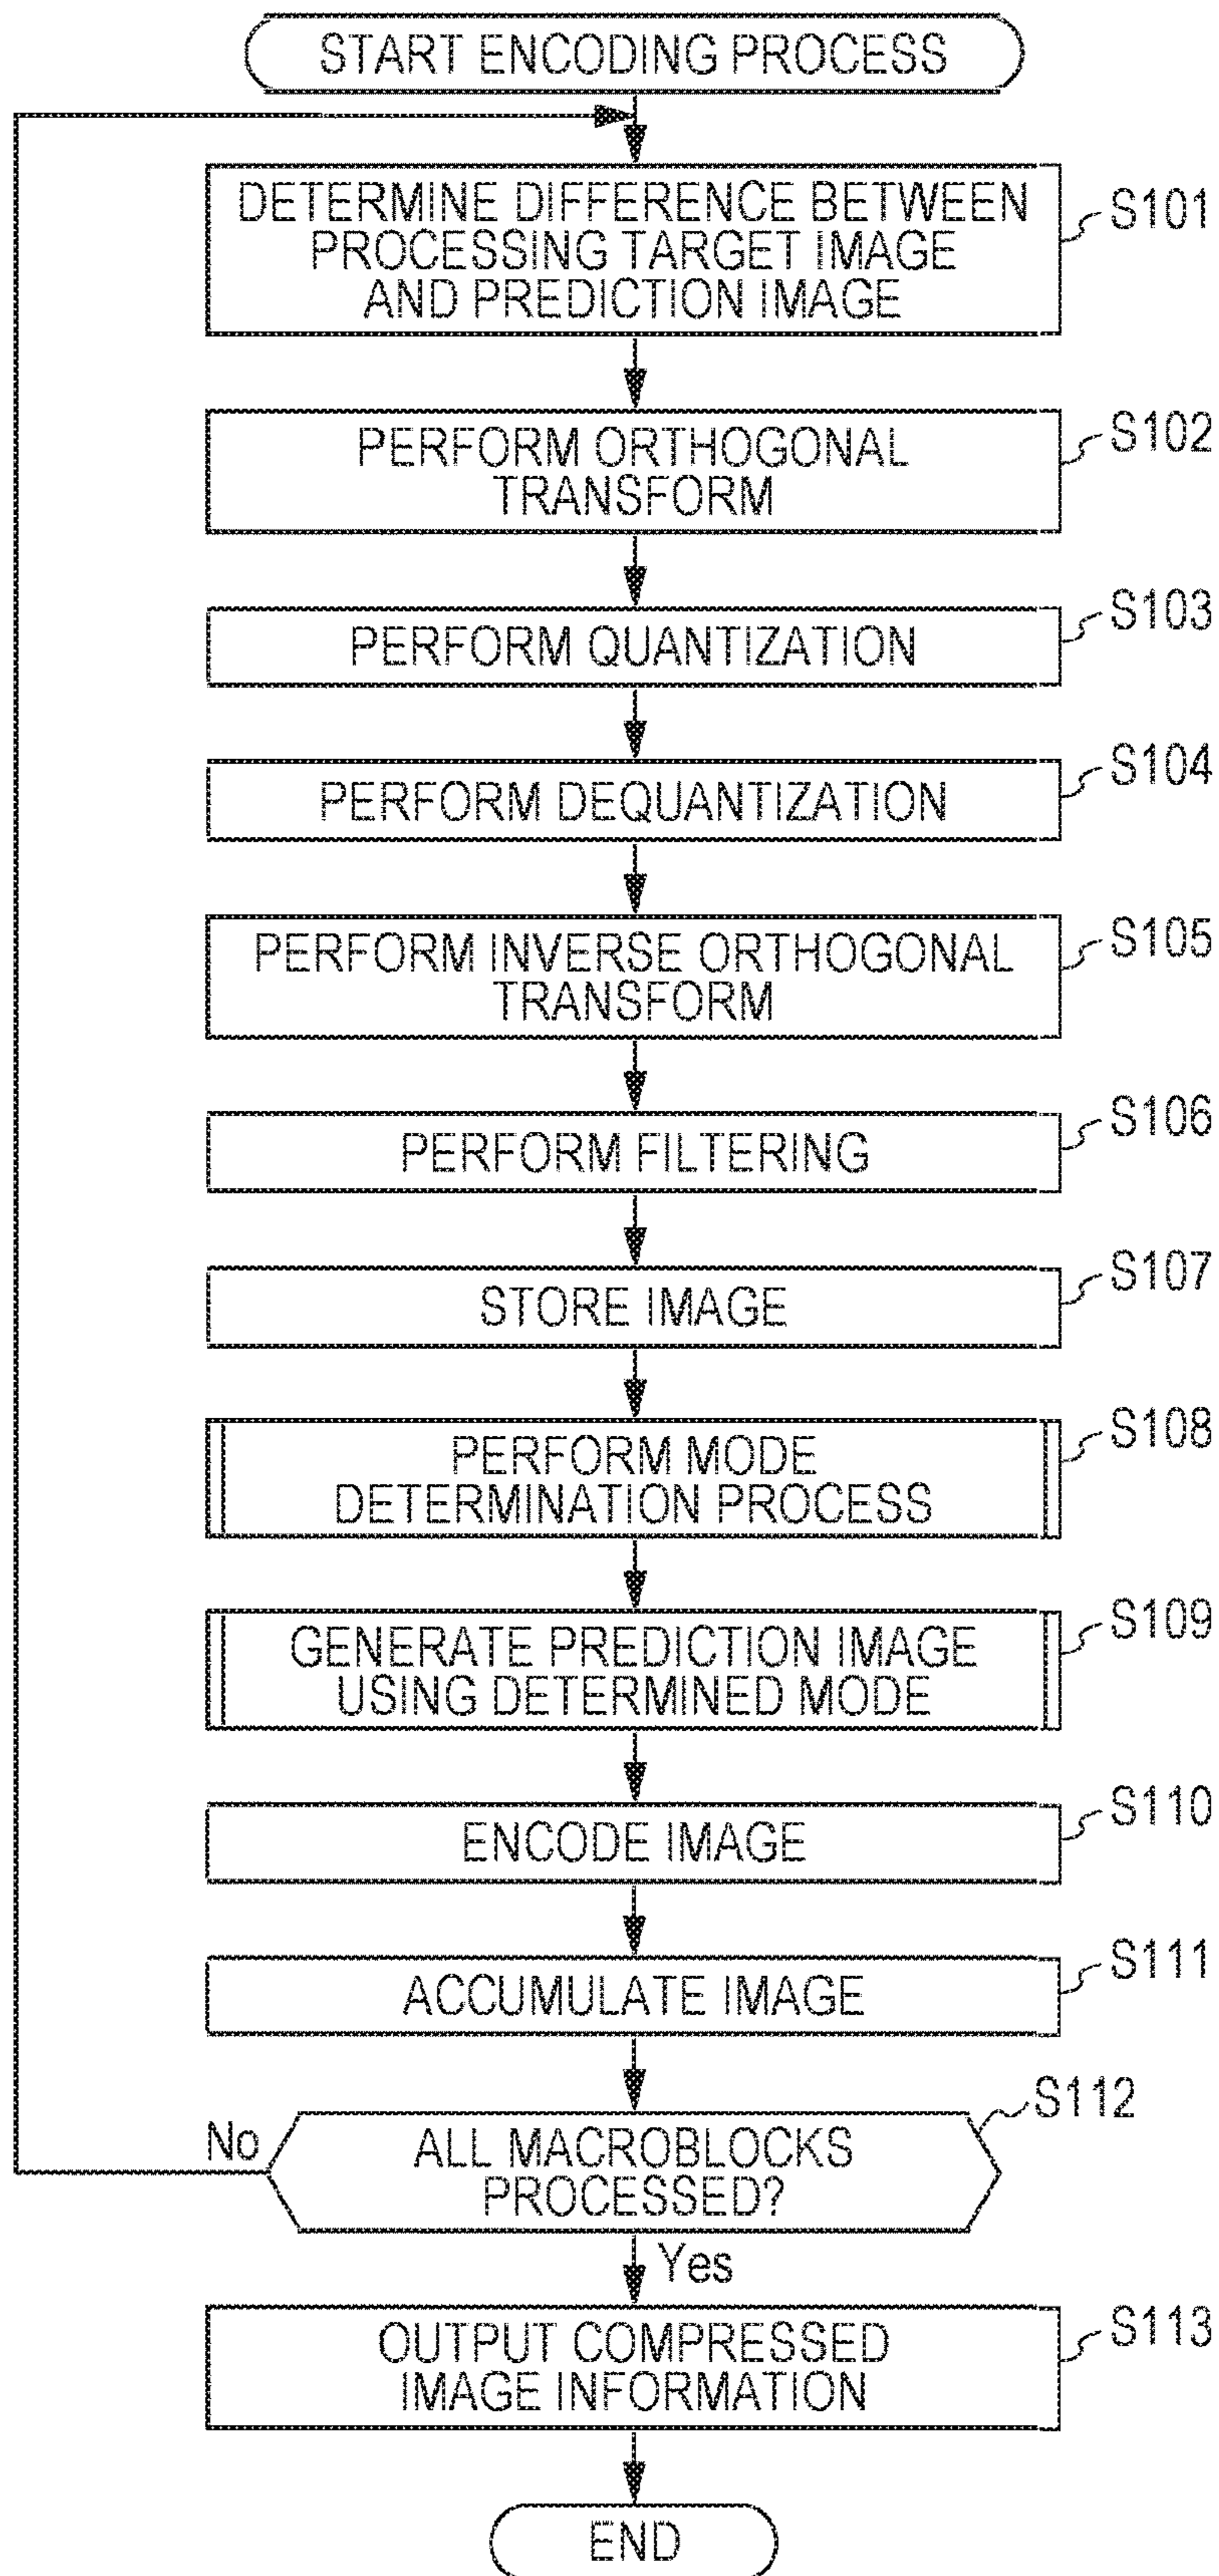 START ENCODING PROCESS
DETERMINE DIFFERENCE BETWEEN
PROCESSING TARGET IMAGE
AND PREDICTION IMAGE
S101
PERFORM ORTHOGONAL
TRANSFORM
S102
PERFORM QUANTIZATION
S103
PERFORM DEQUANTIZATION
S104
PERFORM INVERSE ORTHOGONAL
TRANSFORM
S105
PERFORM FILTERING
S106
STORE IMAGE
S107
PERFORM MODE
DETERMINATION PROCESS
S108
GENERATE PREDICTION IMAGE
USING DETERMINED MODE
S109
ENCODE IMAGE
S110
ACCUMULATE IMAGE
S111
ALL MACROBLOCKS
PROCESSED?
S112
No
Yes
OUTPUT COMPRESSED
IMAGE INFORMATION
S113
END